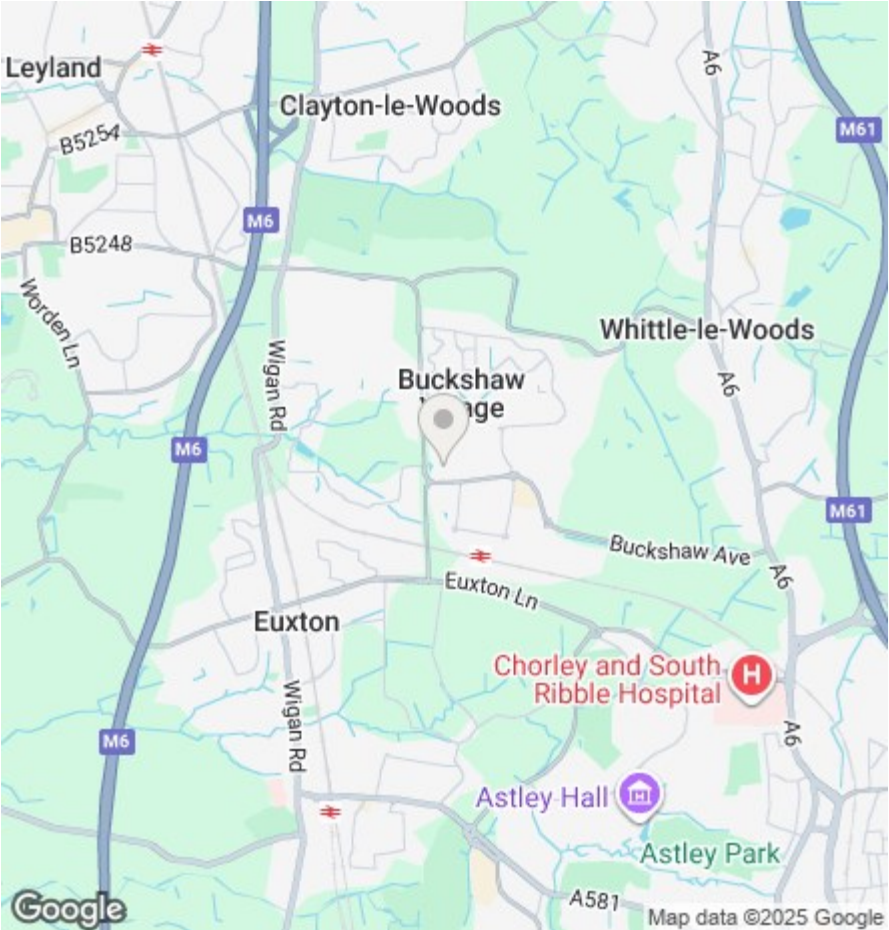 A6
Leyland
Clayton-le-Woods
B5254
M61
M6
B5248
Worden Ln
Whittle-le-Woods
Wigan Rd
Buckshaw
A6
M6
M61
Buckshaw Ave
A6
Euxton Ln
Euxton
Chorley and South
Ribble Hospital
H
Wigan Rd
A6
M6
Astley Hall
Astley Park
A581
Google
Map data ©2025 Google